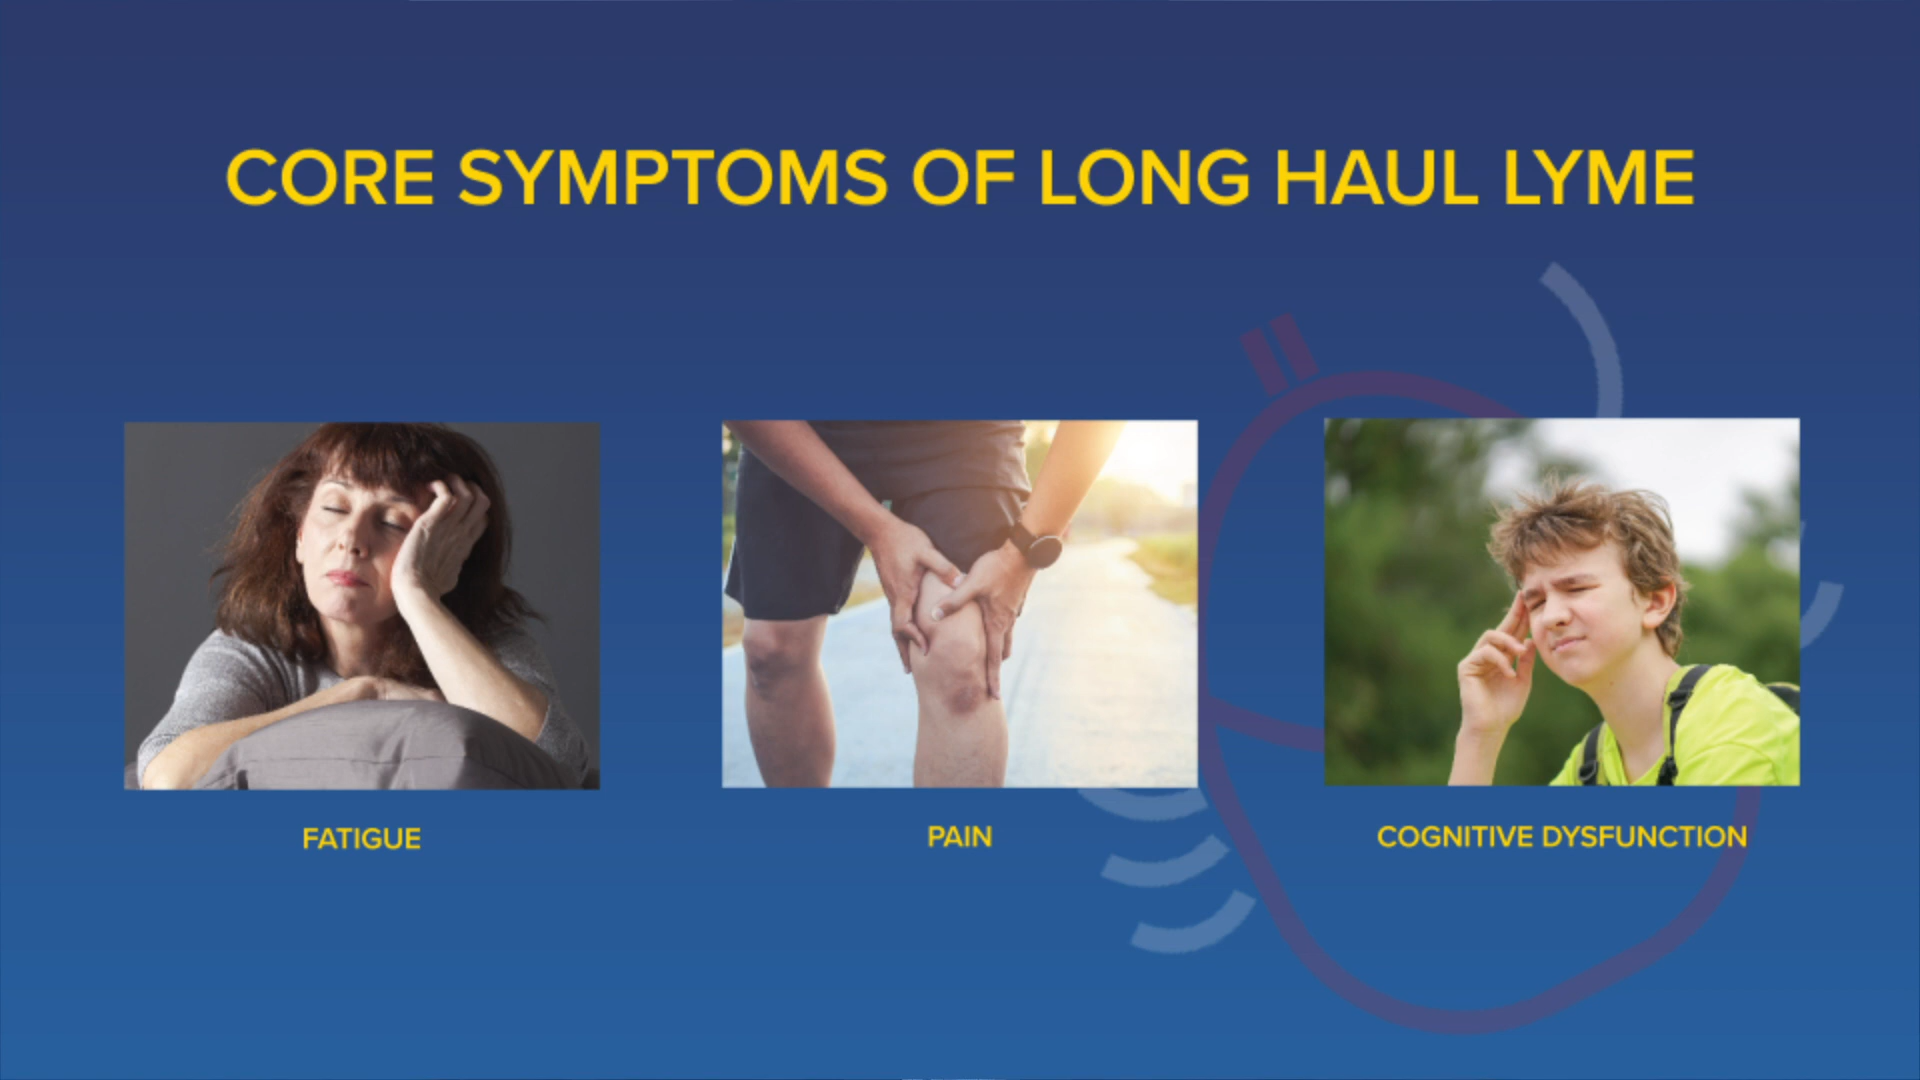 CORE SYMPTOMS OF LONG HAUL LYME
FATIGUE
PAIN
COGNITIVE DYSFUNCTION